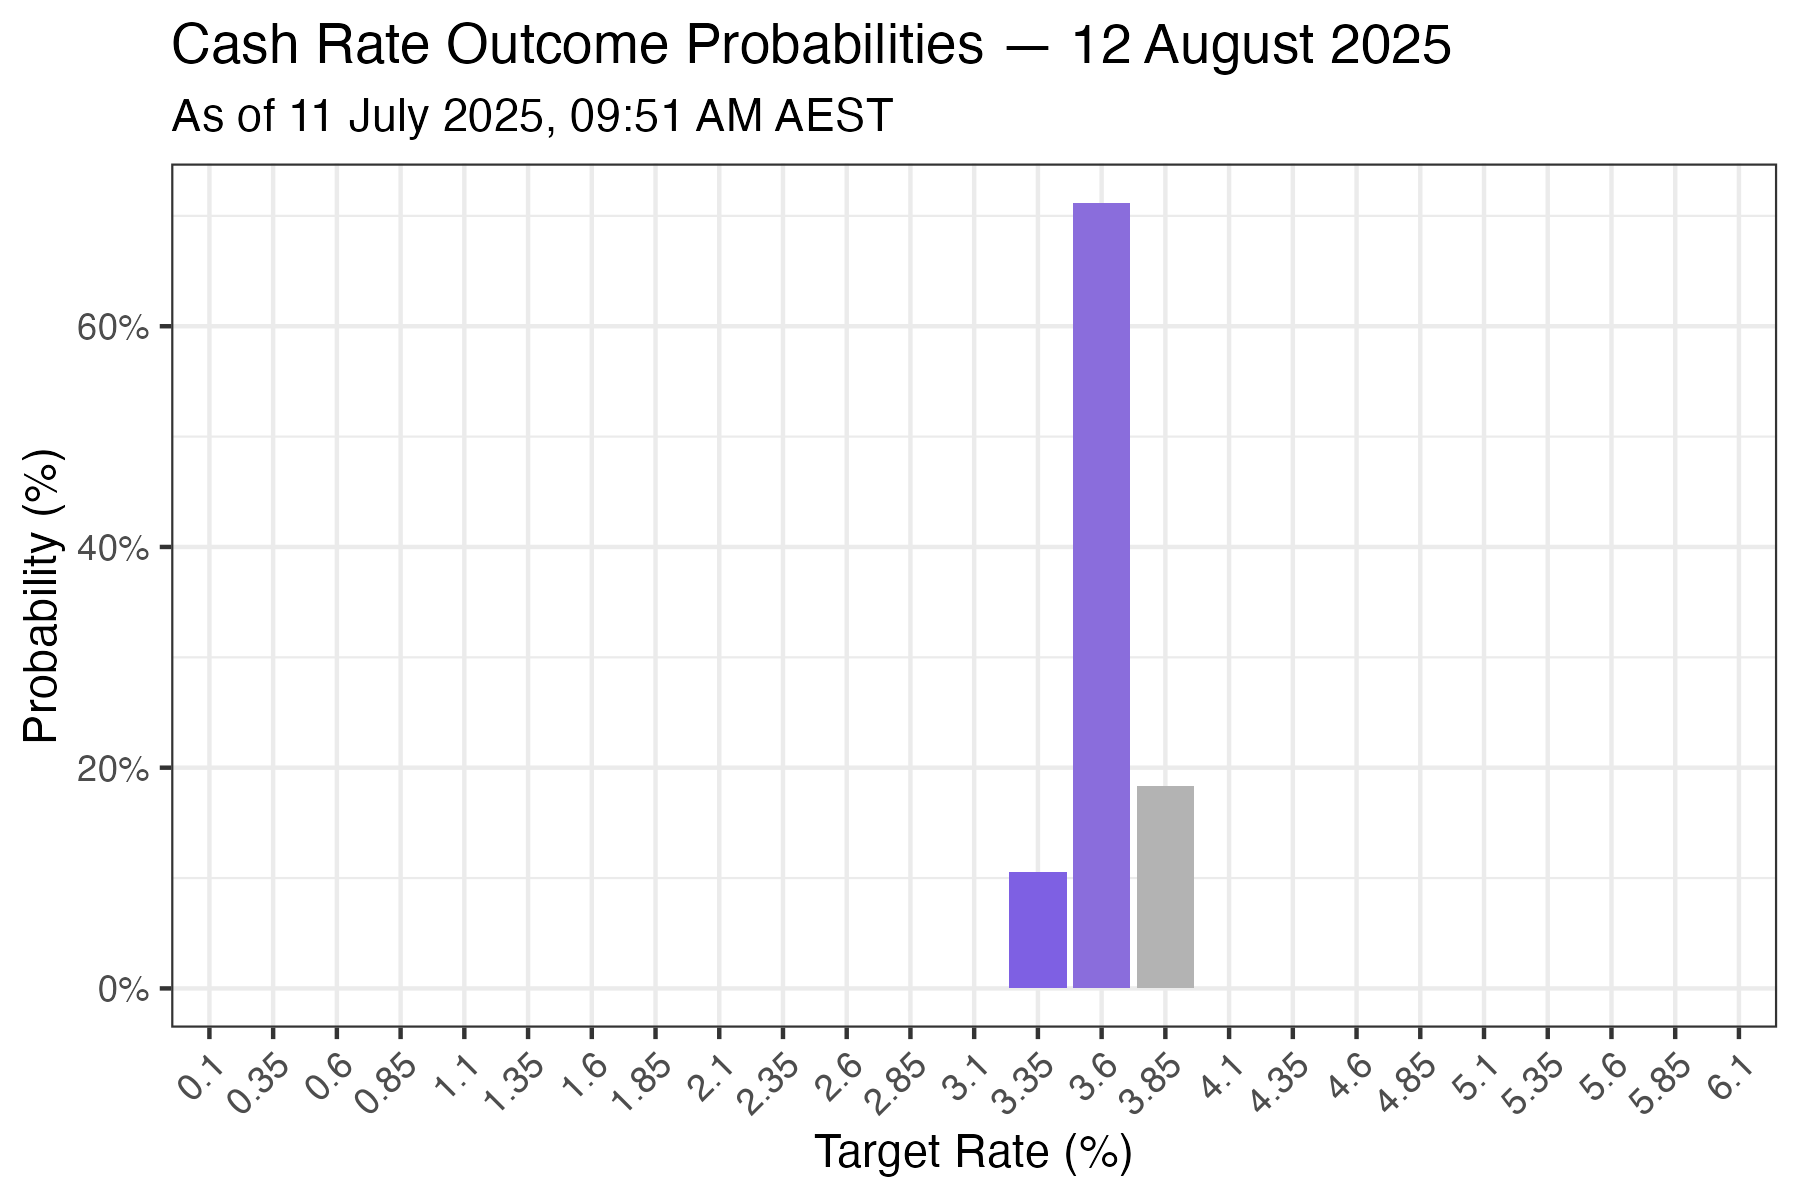 Cash Rate Outcome Probabilities — 12 August 2025
As of 11 July 2025, 09:51 AM AEST
Probability (%)
60%
40%
20%
0%
0.1 0.35 0.6 0.85 1.1 1.35 1.6 1.85 2.1 2.35 2.6 2.85 3.1 3.35 3.6 3.85 4.1 4.35 4.6 4.85 5.1 5.35 5.6 5.85 6.1
Target Rate (%)